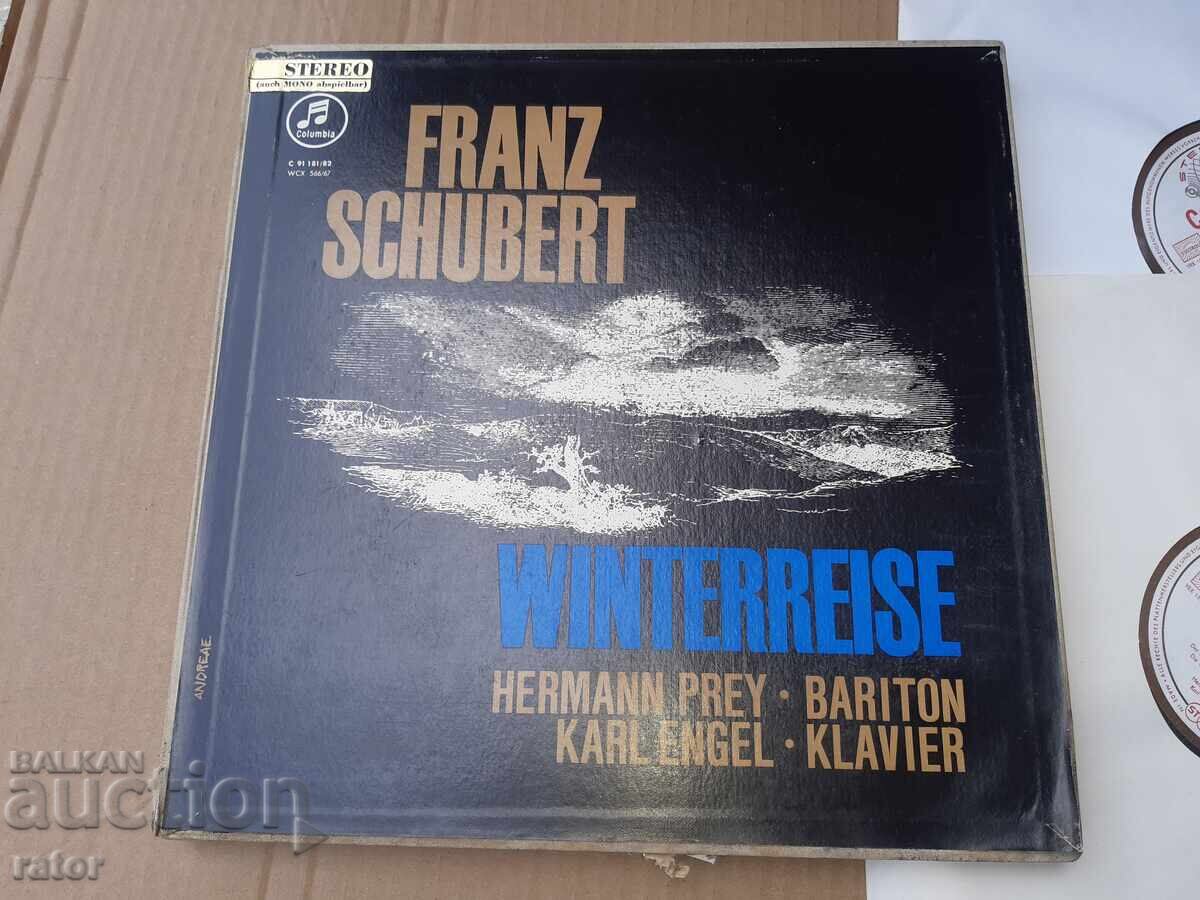 STEREO
(auch MONO abspielbar)
Columbia
C 91 181/82
WCX 566/67
FRANZ
SCHUBERT
WINTERREISE
HERMANN PREY · BARITON
KARL ENGEL · KLAVIER
ANDREAE
BALKAN
auction
rator